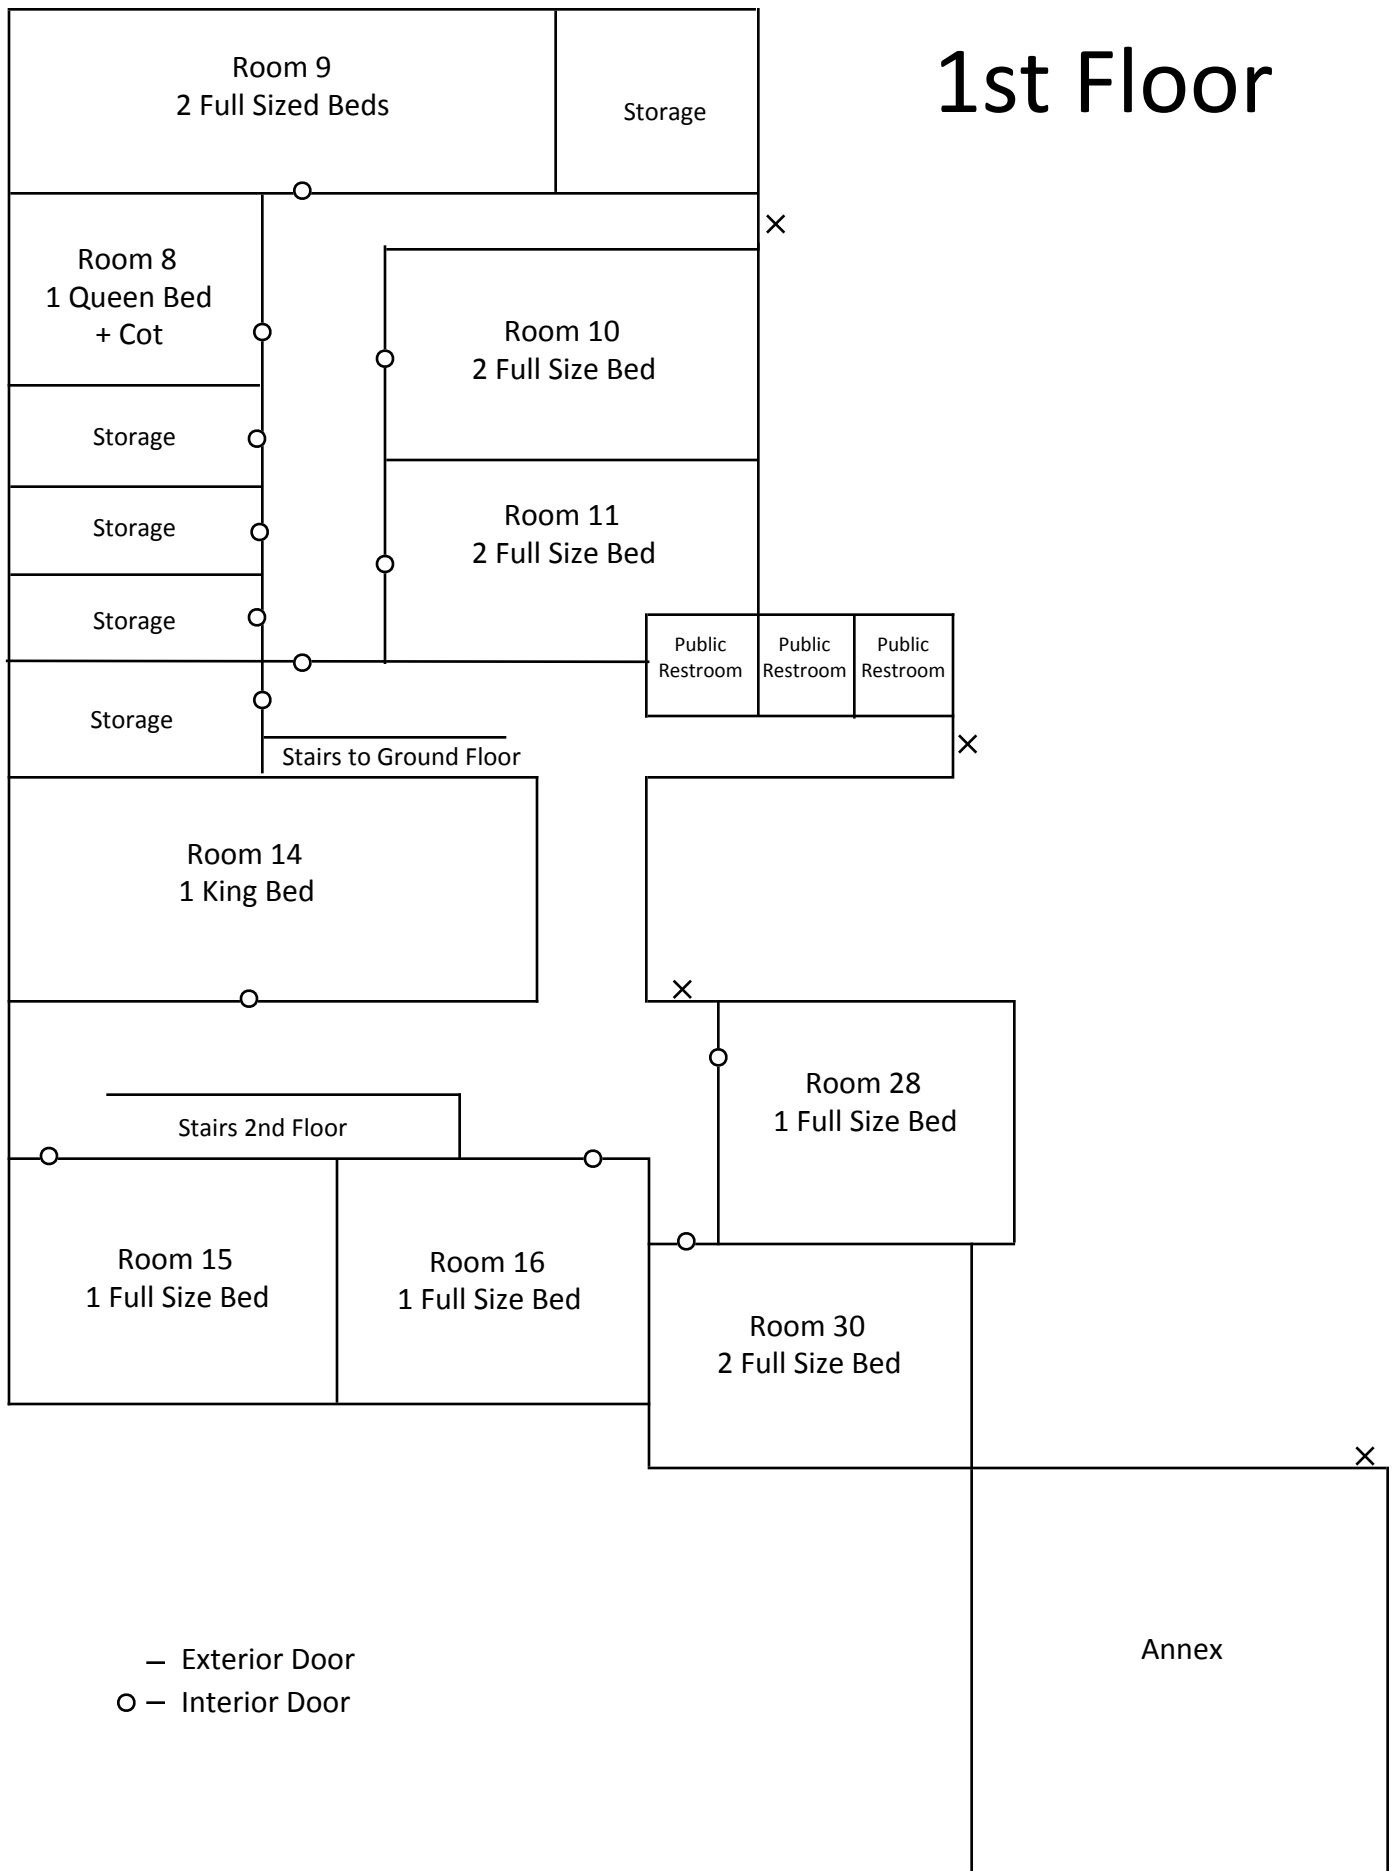 1st Floor
Room 9
2 Full Sized Beds
Storage
Room 8
1 Queen Bed
+ Cot
Room 10
2 Full Size Bed
Storage
Storage
Room 11
2 Full Size Bed
Storage
Public
Restroom
Public
Restroom
Public
Restroom
Storage
Stairs to Ground Floor
Room 14
1 King Bed
Room 28
1 Full Size Bed
Stairs 2nd Floor
Room 15
1 Full Size Bed
Room 16
1 Full Size Bed
Room 30
2 Full Size Bed
Annex
– Exterior Door
– Interior Door